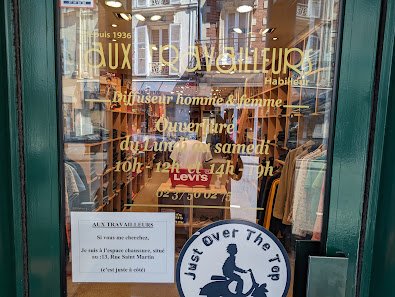 depuis 1936
AUX TRAVAILLEURS
Habilleur
Diffuseur homme & femme
Ouverture
du Lundi au samedi
10h - 12h et 14h - 19h
LEVI'S
AUX TRAVAILLEURS
Si vous me cherchez,
Je suis à l'espace chaussure, situé
au :13, Rue Saint Martin
(c'est juste à côté)
Just Over The Top